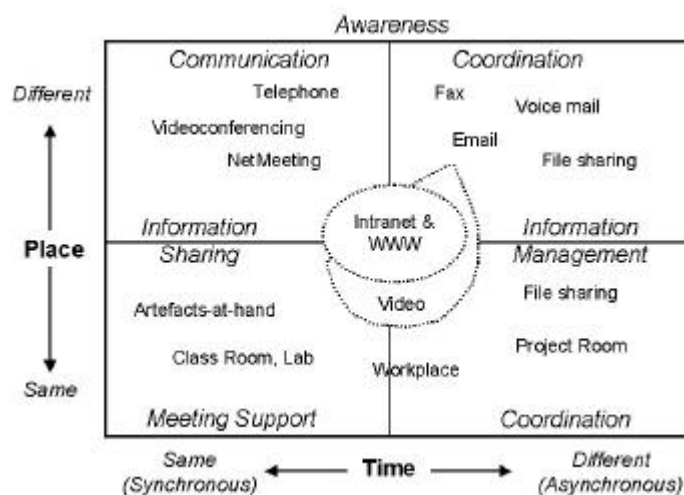 Awareness
Communication
Coordination
Different
Telephone
Fax
Voice mail
Videoconferencing
Email
NetMeeting
File sharing
Information
Intranet &
WWW
Information
Place
Sharing
Management
File sharing
Artefacts-at-hand
Video
Project Room
Class Room, Lab
Workplace
Same
Meeting Support
Coordination
Same
(Synchronous)
Time
Different
(Asynchronous)